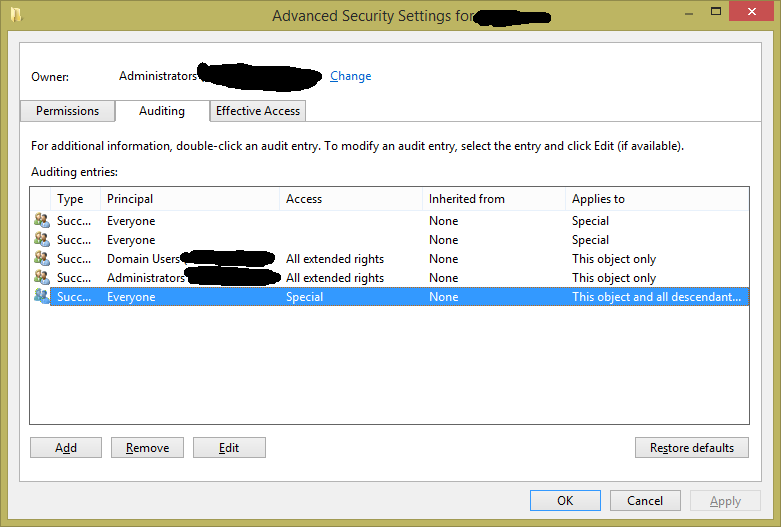 Advanced Security Settings for
Owner: Administrators Change
Permissions Auditing Effective Access
For additional information, double-click an audit entry. To modify an audit entry, select the entry and click Edit (if available).
Auditing entries:
Type Principal Access Inherited from Applies to
Succ... Everyone None Special
Succ... Everyone None Special
Succ... Domain Users All extended rights None This object only
Succ... Administrators All extended rights None This object only
Succ... Everyone Special None This object and all descendant...
Add Remove Edit Restore defaults
OK Cancel Apply